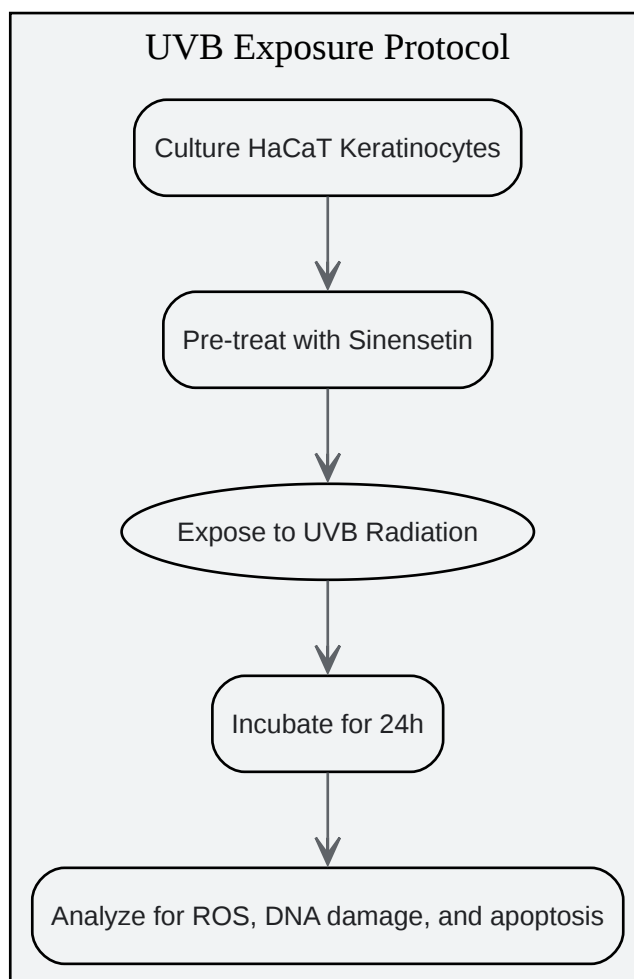 UVB Exposure Protocol
Culture HaCaT Keratinocytes
Pre-treat with Sinensetin
Expose to UVB Radiation
Incubate for 24h
Analyze for ROS, DNA damage, and apoptosis